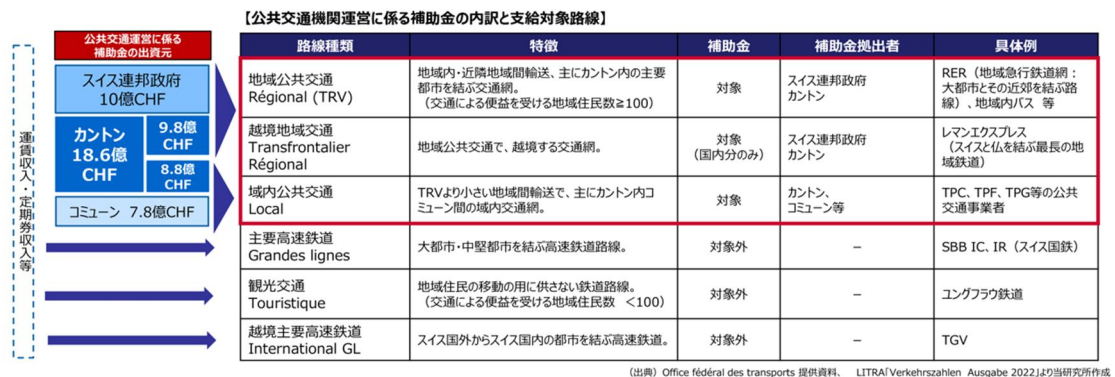 【公共交通機関運営に係る補助金の内訳と支給対象路線】
公共交通運営に係る
補助金の出資元
スイス連邦政府
10億CHF
カントン
18.6億
CHF
9.8億
CHF
8.8億
CHF
コミューン 7.8億CHF
運賃収入・定期券収入等
路線種類
特徴
補助金
補助金拠出者
具体例
地域公共交通
Régional (TRV)
地域内・近隣地域間輸送、主にカントン内の主要
都市を結ぶ交通網。
（交通による便益を受ける地域住民数≧100）
対象
スイス連邦政府
カントン
RER（地域急行鉄道網：
大都市とその近郊を結ぶ路
線）、地域内バス 等
越境地域交通
Transfrontalier
Régional
地域公共交通で、越境する交通網。
対象
（国内分のみ）
スイス連邦政府
カントン
レマンエクスプレス
（スイスと仏を結ぶ最長の地
域鉄道）
域内公共交通
Local
TRVより小さい地域間輸送で、主にカントン内コ
ミューン間の域内交通網。
対象
カントン、
コミューン等
TPC、TPF、TPG等の公共
交通事業者
主要高速鉄道
Grandes lignes
大都市・中堅都市を結ぶ高速鉄道路線。
対象外
－
SBB IC、IR（スイス国鉄）
観光交通
Touristique
地域住民の移動の用に供さない鉄道路線。
（交通による便益を受ける地域住民数 ＜100）
対象外
－
ユングフラウ鉄道
越境主要高速鉄道
International GL
スイス国外からスイス国内の都市を結ぶ高速鉄道。
対象外
－
TGV
（出典）Office fédéral des transports 提供資料、 LITRA「Verkehrszahlen Ausgabe 2022」より当研究所作成